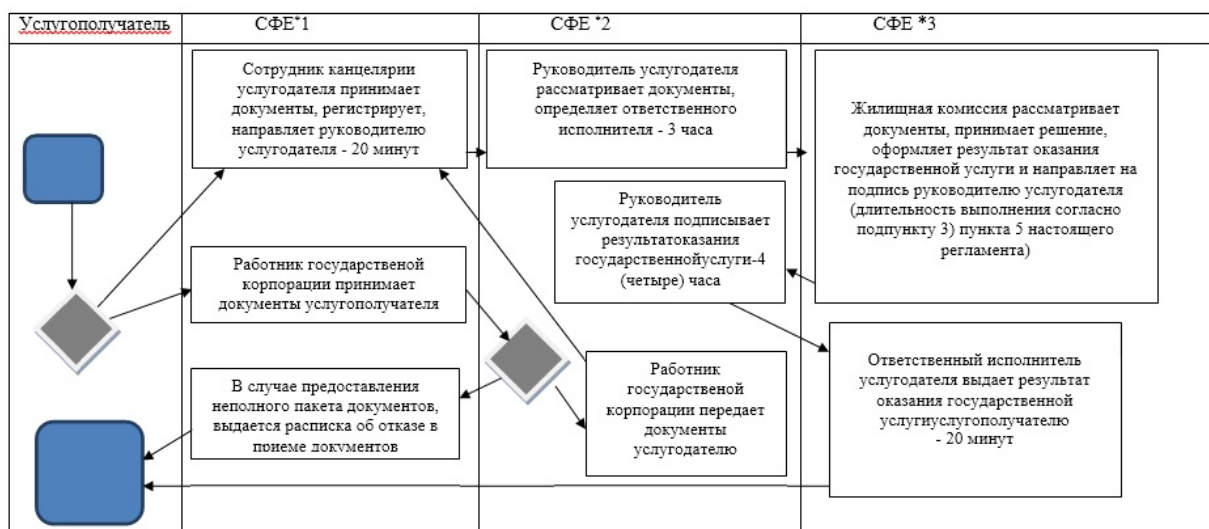 Услугополучатель
СФЕ*1
СФЕ *2
СФЕ *3
Сотрудник канцелярии
услугодателя принимает
документы, регистрирует,
направляет руководителю
услугодателя - 20 минут
Руководитель услугодателя
рассматривает документы,
определяет ответственного
исполнителя - 3 часа
Жилищная комиссия рассматривает
документы, принимает решение,
оформляет результат оказания
государственной услуги и направляет на
подпись руководителю услугодателя
(длительность выполнения согласно
подпункту 3) пункта 5 настоящего
регламента)
Руководитель
услугодателя подписывает
результатоказания
государственнойуслуги-4
(четыре) часа
Работник государственой
корпорации принимает
документы услугополучателя
В случае предоставления
неполного пакета документов,
выдается расписка об отказе в
приеме документов
Работник
государственой
корпорации передает
документы
услугодателю
Ответственный исполнитель
услугодателя выдает результат
оказания государственной
услугиуслугополучателю
- 20 минут